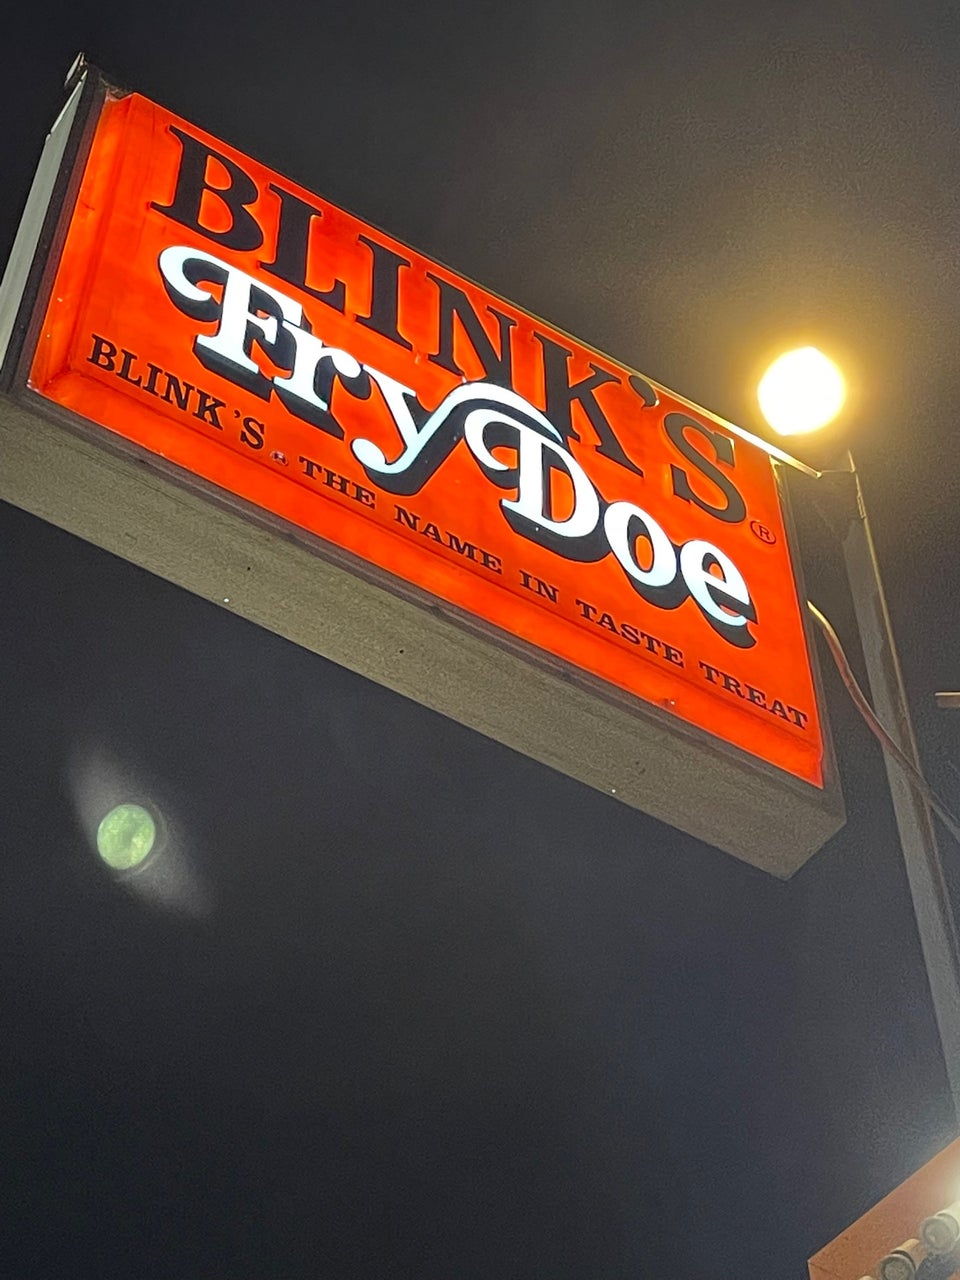 BLINK'S®
Fry Doe
BLINK'S® THE NAME IN TASTE TREAT